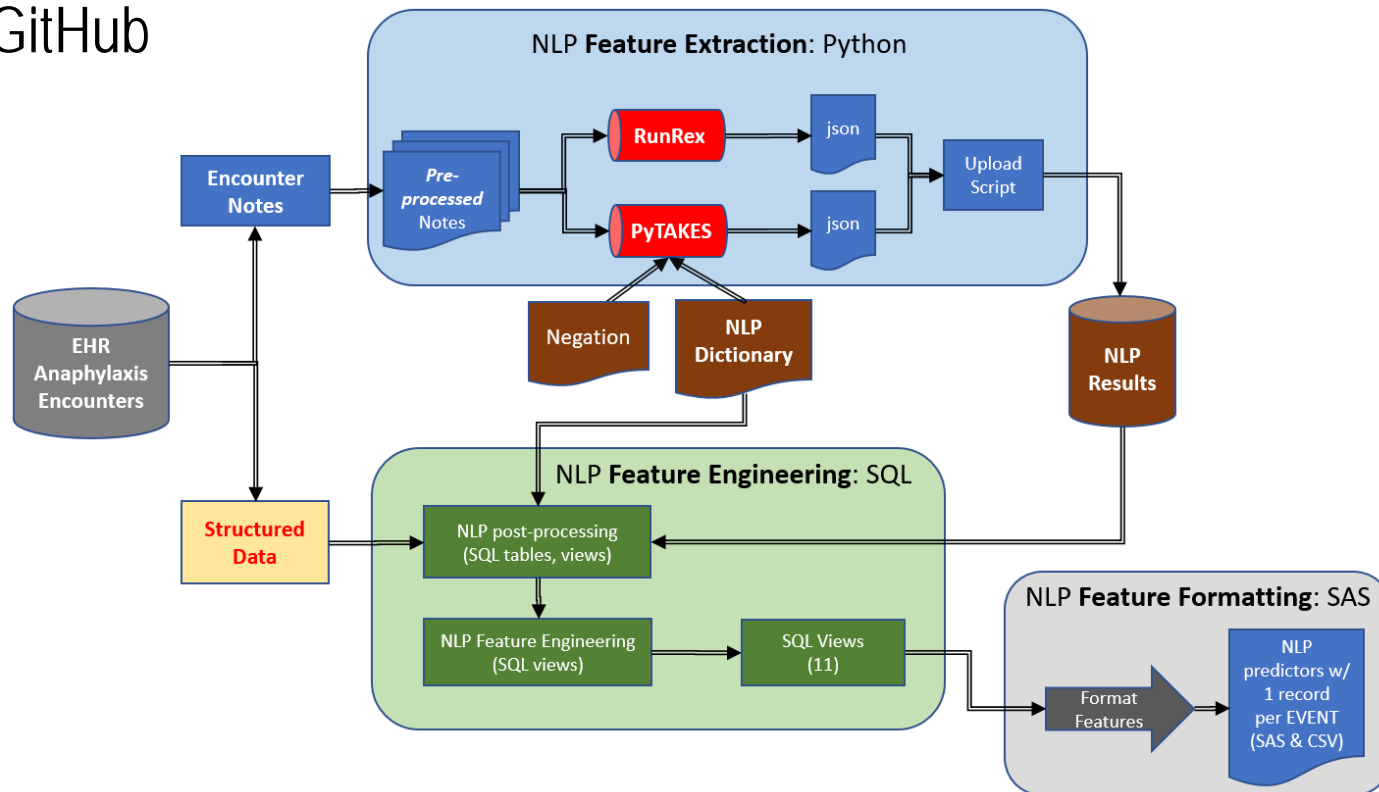 GitHub
NLP Feature Extraction: Python
Encounter
Notes
Pre-
processed
Notes
RunRex
PyTAKES
json
json
Upload
Script
EHR
Anaphylaxis
Encounters
Negation
NLP
Dictionary
NLP
Results
Structured
Data
NLP Feature Engineering: SQL
NLP post-processing
(SQL tables, views)
NLP Feature Engineering
(SQL views)
SQL Views
(11)
NLP Feature Formatting: SAS
Format
Features
NLP
predictors w/
1 record
per EVENT
(SAS & CSV)